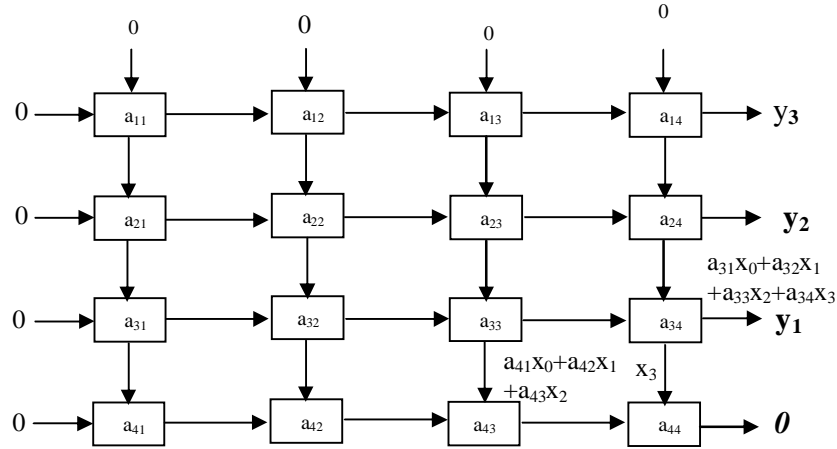 0 0 0 0
0 a₁₁ a₁₂ a₁₃ a₁₄ y₃
0 a₂₁ a₂₂ a₂₃ a₂₄ y₂
a₃₁x₀+a₃₂x₁
+a₃₃x₂+a₃₄x₃
0 a₃₁ a₃₂ a₃₃ a₃₄ y₁
a₄₁x₀+a₄₂x₁ x₃
+a₄₃x₂
0 a₄₁ a₄₂ a₄₃ a₄₄ 0